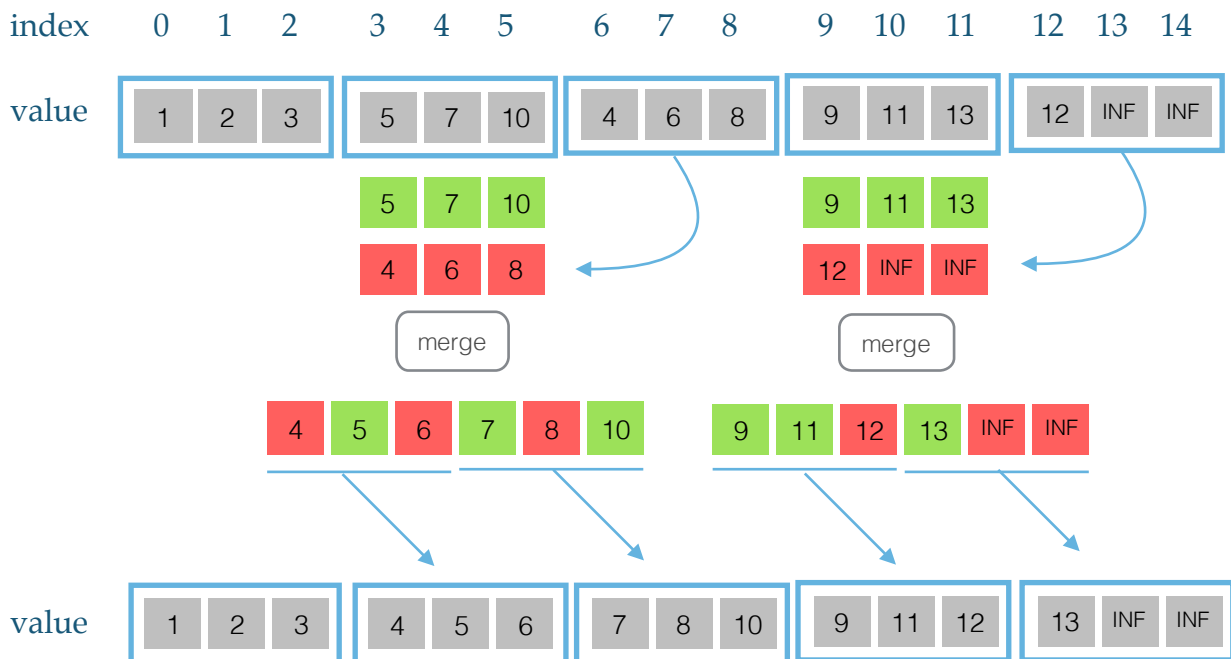 index 0 1 2 3 4 5 6 7 8 9 10 11 12 13 14
value 1 2 3 5 7 10 4 6 8 9 11 13 12 INF INF
5 7 10 9 11 13
4 6 8 12 INF INF
merge merge
4 5 6 7 8 10 9 11 12 13 INF INF
value 1 2 3 4 5 6 7 8 10 9 11 12 13 INF INF